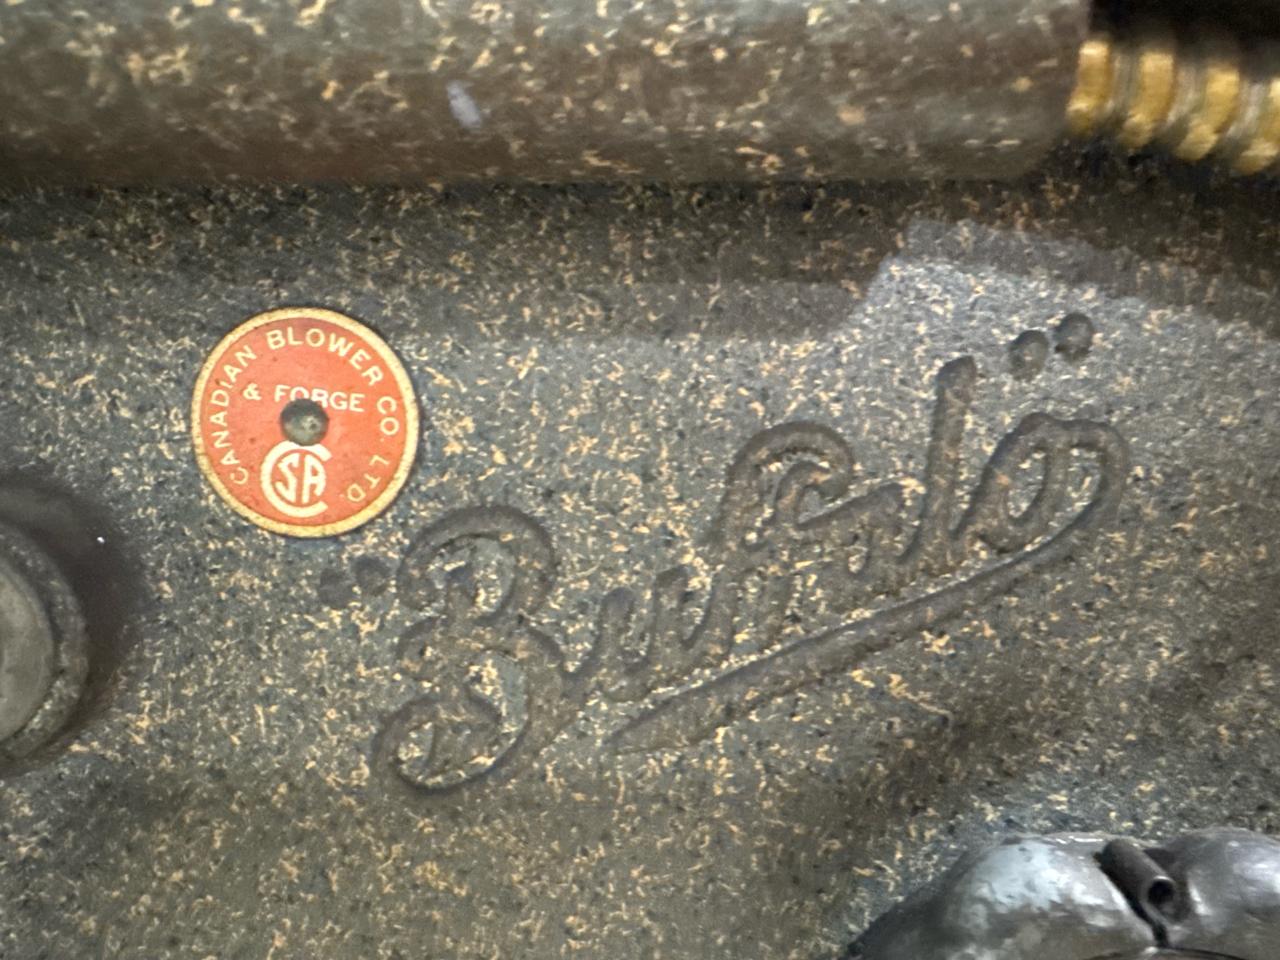 CANADIAN BLOWER CO. LTD.
& FORGE
CSA
Buffalo